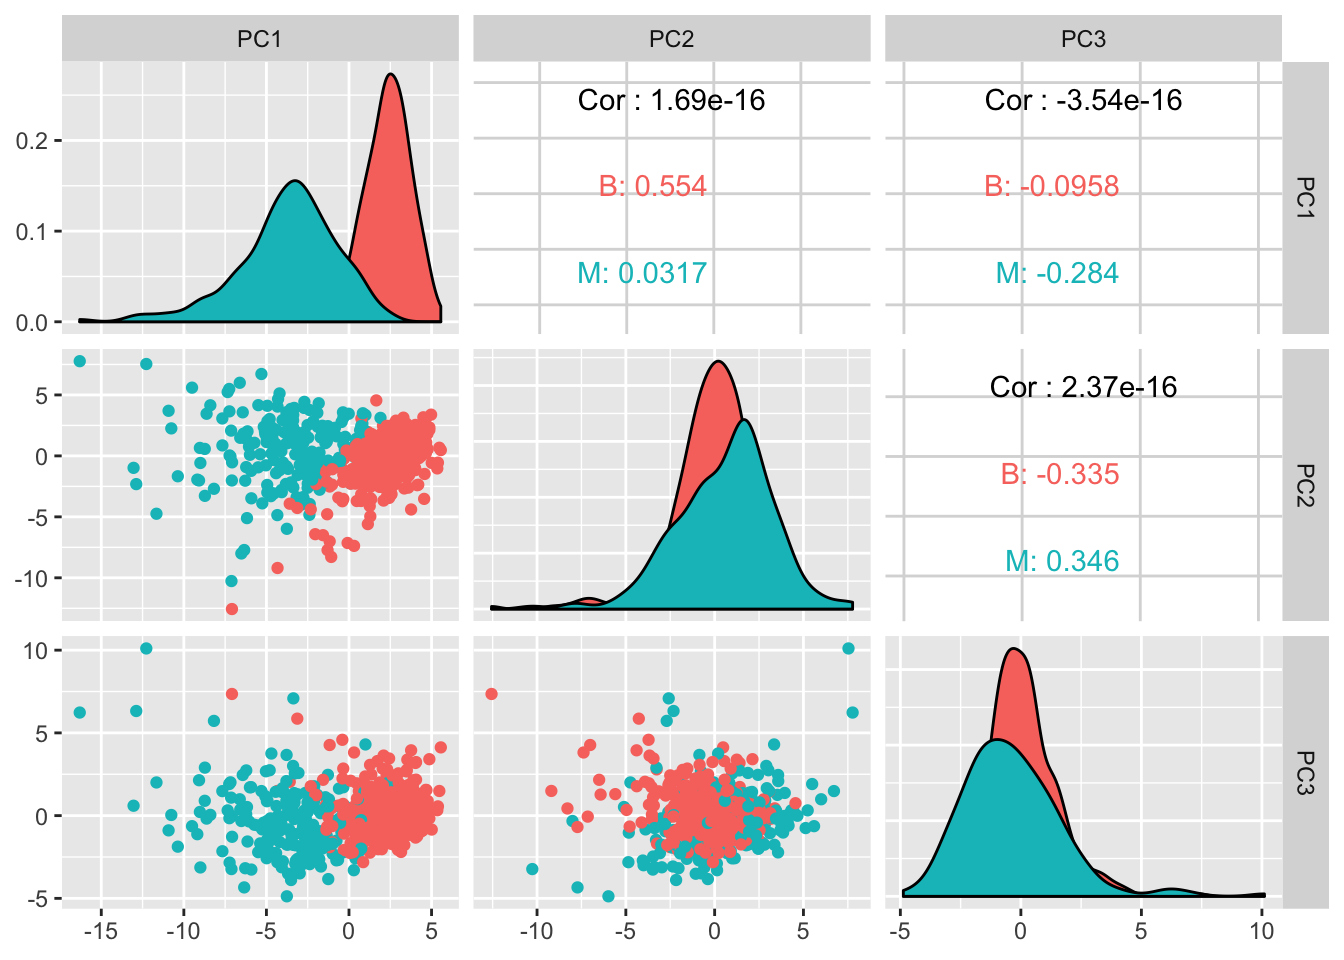 PC1
PC2
PC3
0.2
0.1
0.0
Cor : 1.69e-16
B: 0.554
M: 0.0317
Cor : -3.54e-16
B: -0.0958
M: -0.284
PC1
5
0
-5
-10
Cor : 2.37e-16
B: -0.335
M: 0.346
PC2
10
5
0
-5
PC3
-15 -10 -5 0 5
-10 -5 0 5
-5 0 5 10